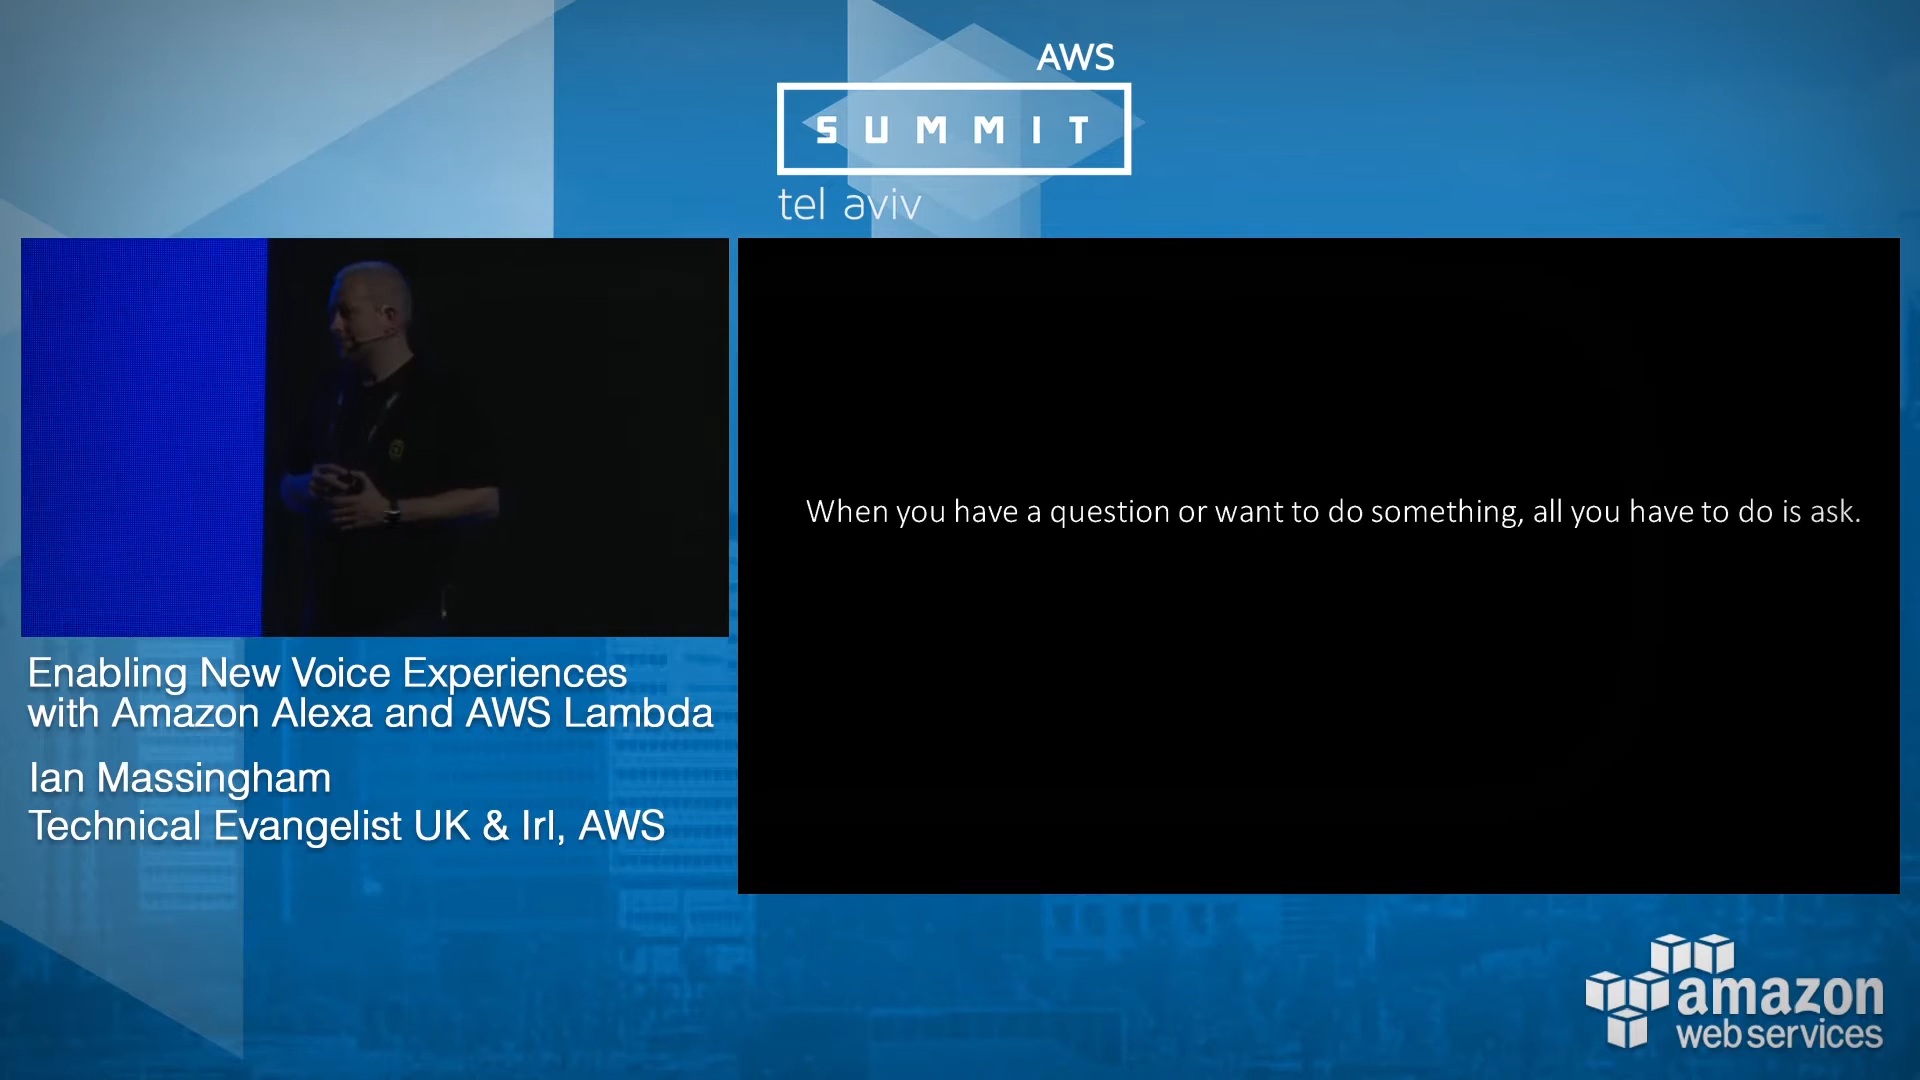 AWS
SUMMIT
tel aviv
When you have a question or want to do something, all you have to do is ask.
Enabling New Voice Experiences
with Amazon Alexa and AWS Lambda
Ian Massingham
Technical Evangelist UK & Irl, AWS
amazon
web services